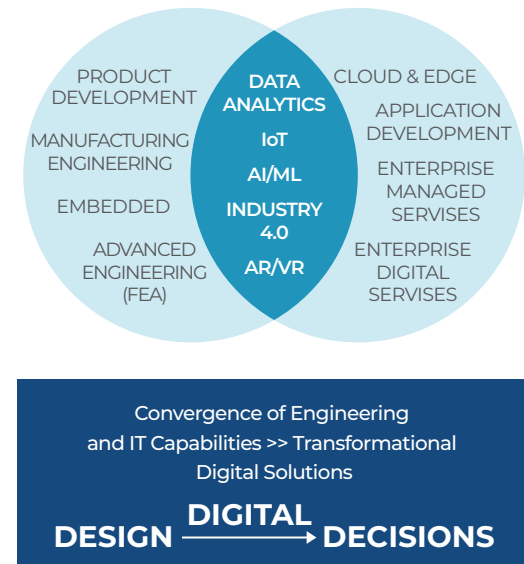 PRODUCT
DEVELOPMENT
MANUFACTURING
ENGINEERING
EMBEDDED
ADVANCED
ENGINEERING
(FEA)
DATA
ANALYTICS
IoT
AI/ML
INDUSTRY
4.0
AR/VR
CLOUD & EDGE
APPLICATION
DEVELOPMENT
ENTERPRISE
MANAGED
SERVISES
ENTERPRISE
DIGITAL
SERVISES
Convergence of Engineering
and IT Capabilities >> Transformational
Digital Solutions
DESIGN DIGITAL DECISIONS